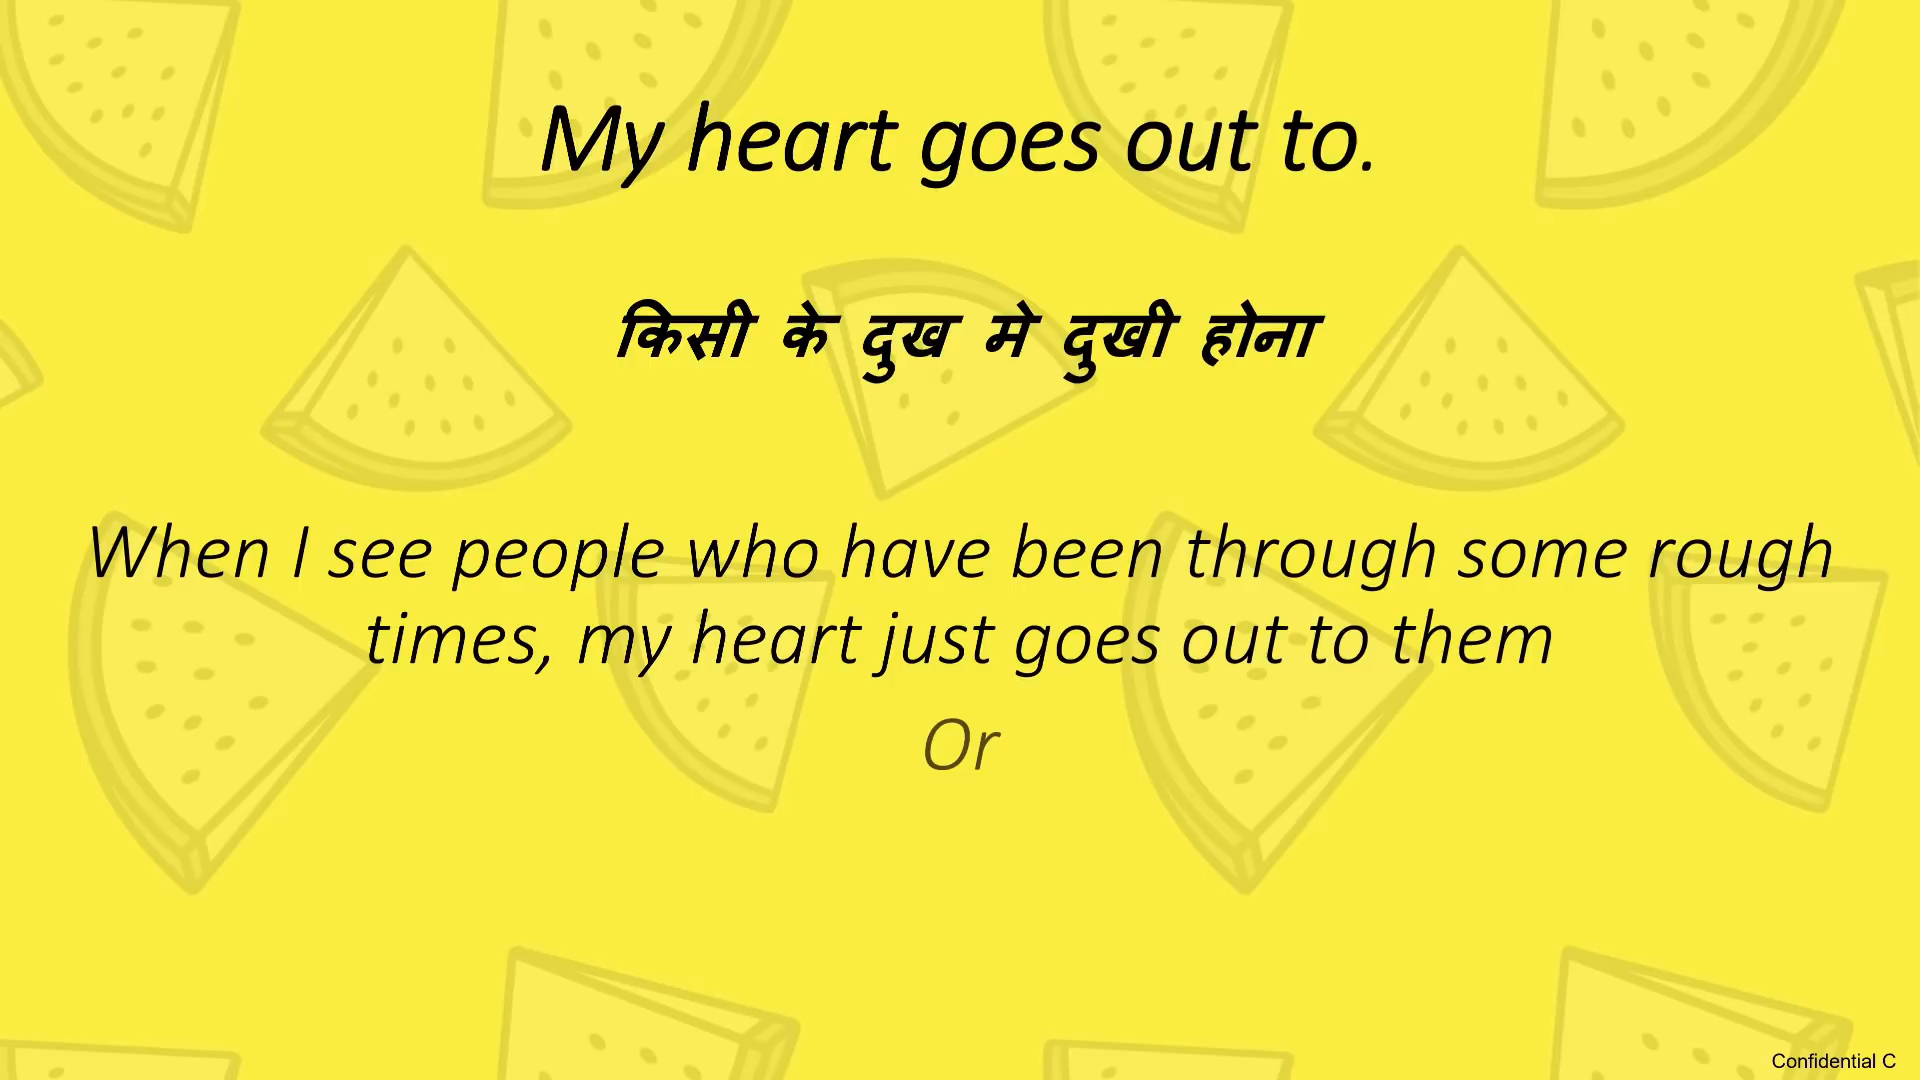 My heart goes out to.
किसी के दुख मे दुखी होना
When I see people who have been through some rough
times, my heart just goes out to them
Or
Confidential C